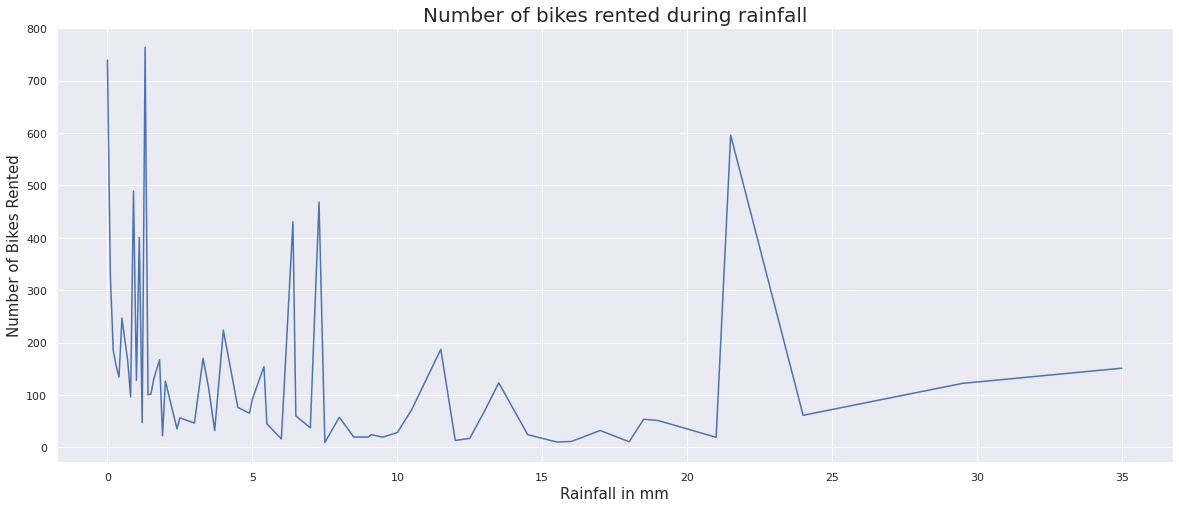 Number of bikes rented during rainfall
800
700
600
500
400
300
200
100
0
Number of Bikes Rented
0 5 10 15 20 25 30 35
Rainfall in mm